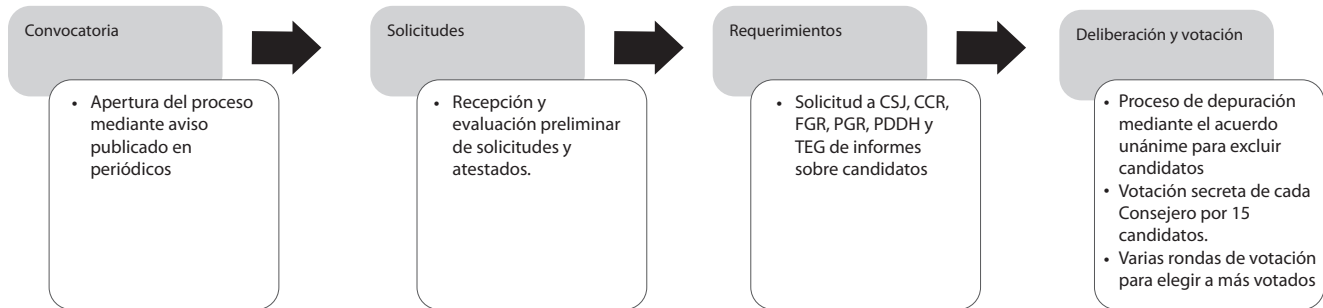 Convocatoria
• Apertura del proceso
mediante aviso
publicado en
periódicos
Solicitudes
• Recepción y
evaluación preliminar
de solicitudes y
atestados.
Requerimientos
• Solicitud a CSJ, CCR,
FGR, PGR, PDDH y
TEG de informes
sobre candidatos
Deliberación y votación
• Proceso de depuración
mediante el acuerdo
unánime para excluir
candidatos
• Votación secreta de cada
Consejero por 15
candidatos.
• Varias rondas de votación
para elegir a más votados